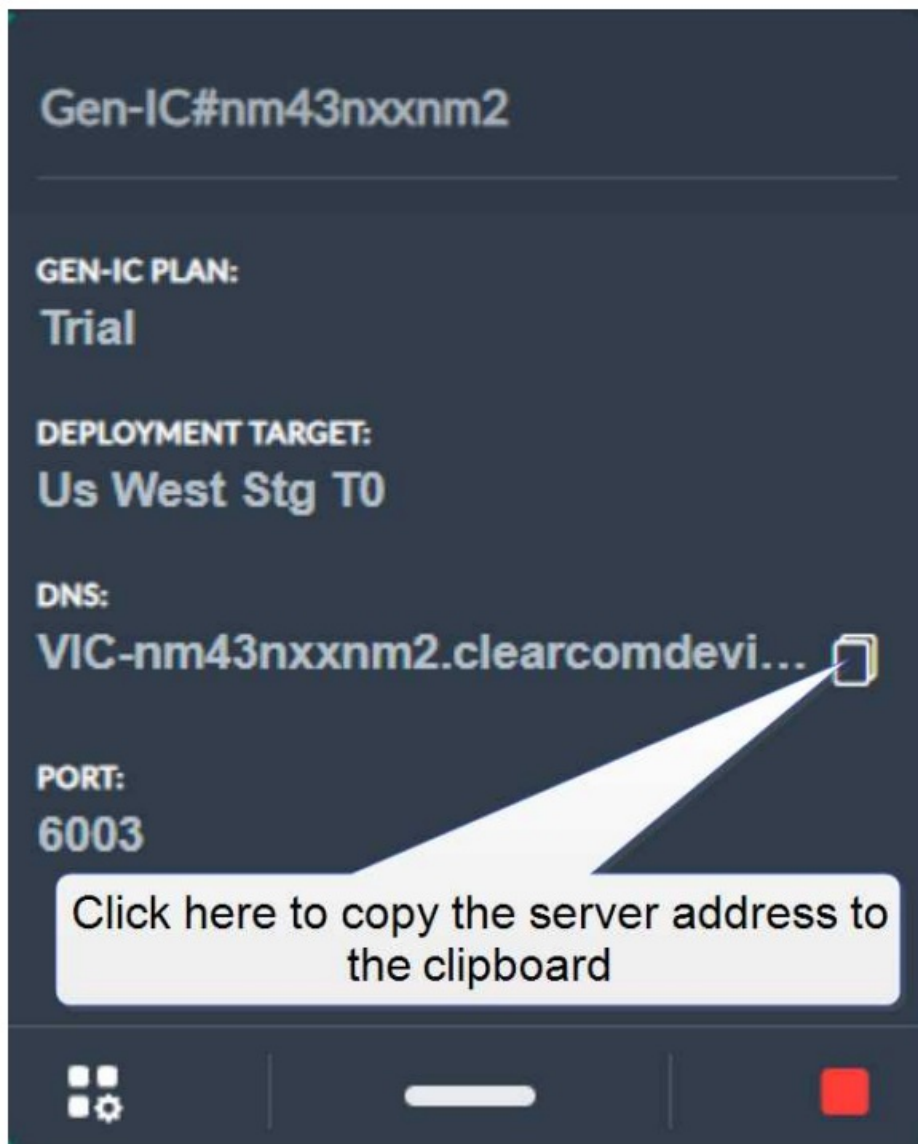 Gen-IC#nm43nxxnm2
GEN-IC PLAN:
Trial
DEPLOYMENT TARGET:
Us West Stg T0
DNS:
VIC-nm43nxxnm2.clearcomdevi...
PORT:
6003
Click here to copy the server address to
the clipboard